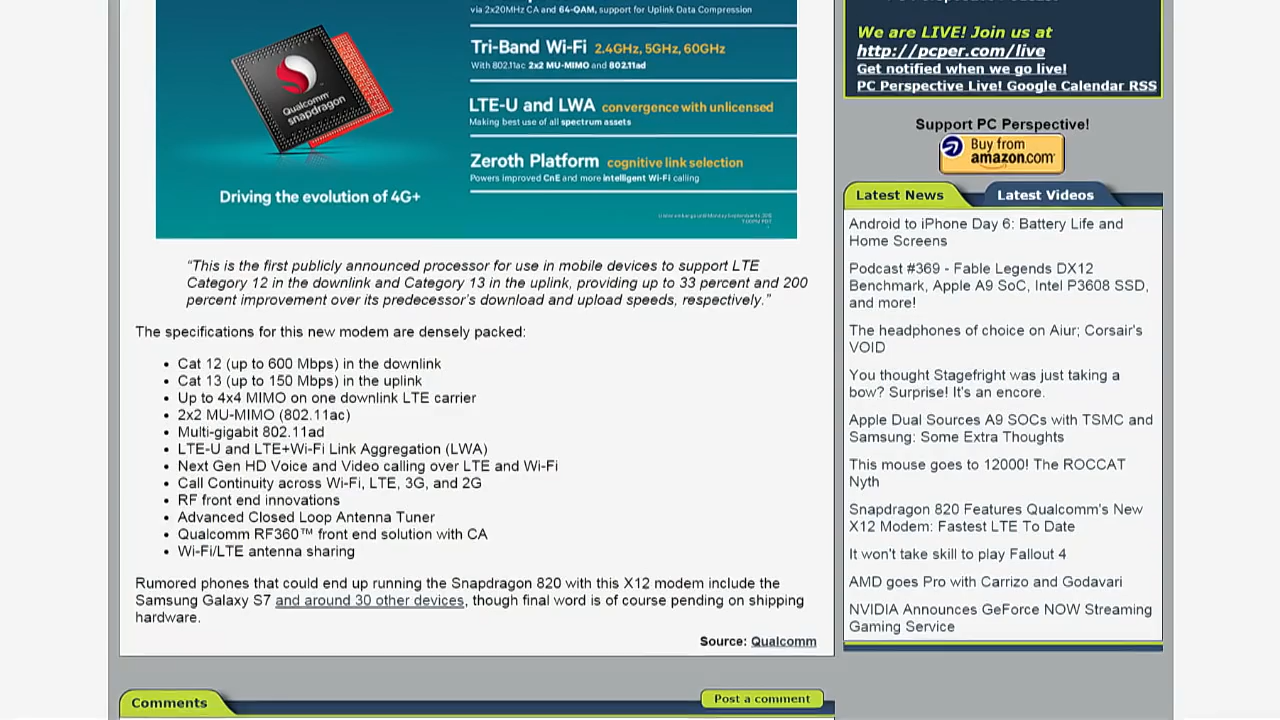 via 2x20MHz CA and 64-QAM, support for Uplink Data Compression
Tri-Band Wi-Fi 2.4GHz, 5GHz, 60GHz
With 802.11ac 2x2 MU-MIMO and 802.11ad
LTE-U and LWA convergence with unlicensed
Making best use of all spectrum assets
Zeroth Platform cognitive link selection
Powers improved CnE and more intelligent Wi-Fi calling
Qualcomm
snapdragon
Driving the evolution of 4G+
“This is the first publicly announced processor for use in mobile devices to support LTE
Category 12 in the downlink and Category 13 in the uplink, providing up to 33 percent and 200
percent improvement over its predecessor’s download and upload speeds, respectively.”
The specifications for this new modem are densely packed:
• Cat 12 (up to 600 Mbps) in the downlink
• Cat 13 (up to 150 Mbps) in the uplink
• Up to 4x4 MIMO on one downlink LTE carrier
• 2x2 MU-MIMO (802.11ac)
• Multi-gigabit 802.11ad
• LTE-U and LTE+Wi-Fi Link Aggregation (LWA)
• Next Gen HD Voice and Video calling over LTE and Wi-Fi
• Call Continuity across Wi-Fi, LTE, 3G, and 2G
• RF front end innovations
• Advanced Closed Loop Antenna Tuner
• Qualcomm RF360™ front end solution with CA
• Wi-Fi/LTE antenna sharing
Rumored phones that could end up running the Snapdragon 820 with this X12 modem include the
Samsung Galaxy S7 and around 30 other devices, though final word is of course pending on shipping
hardware.
Source: Qualcomm
Comments
Post a comment
We are LIVE! Join us at
http://pcper.com/live
Get notified when we go live!
PC Perspective Live! Google Calendar RSS
Support PC Perspective!
Buy from
amazon.com
Latest News
Latest Videos
Android to iPhone Day 6: Battery Life and
Home Screens
Podcast #369 - Fable Legends DX12
Benchmark, Apple A9 SoC, Intel P3608 SSD,
and more!
The headphones of choice on Aiur; Corsair's
VOID
You thought Stagefright was just taking a
bow? Surprise! It's an encore.
Apple Dual Sources A9 SOCs with TSMC and
Samsung: Some Extra Thoughts
This mouse goes to 12000! The ROCCAT
Nyth
Snapdragon 820 Features Qualcomm's New
X12 Modem: Fastest LTE To Date
It won't take skill to play Fallout 4
AMD goes Pro with Carrizo and Godavari
NVIDIA Announces GeForce NOW Streaming
Gaming Service